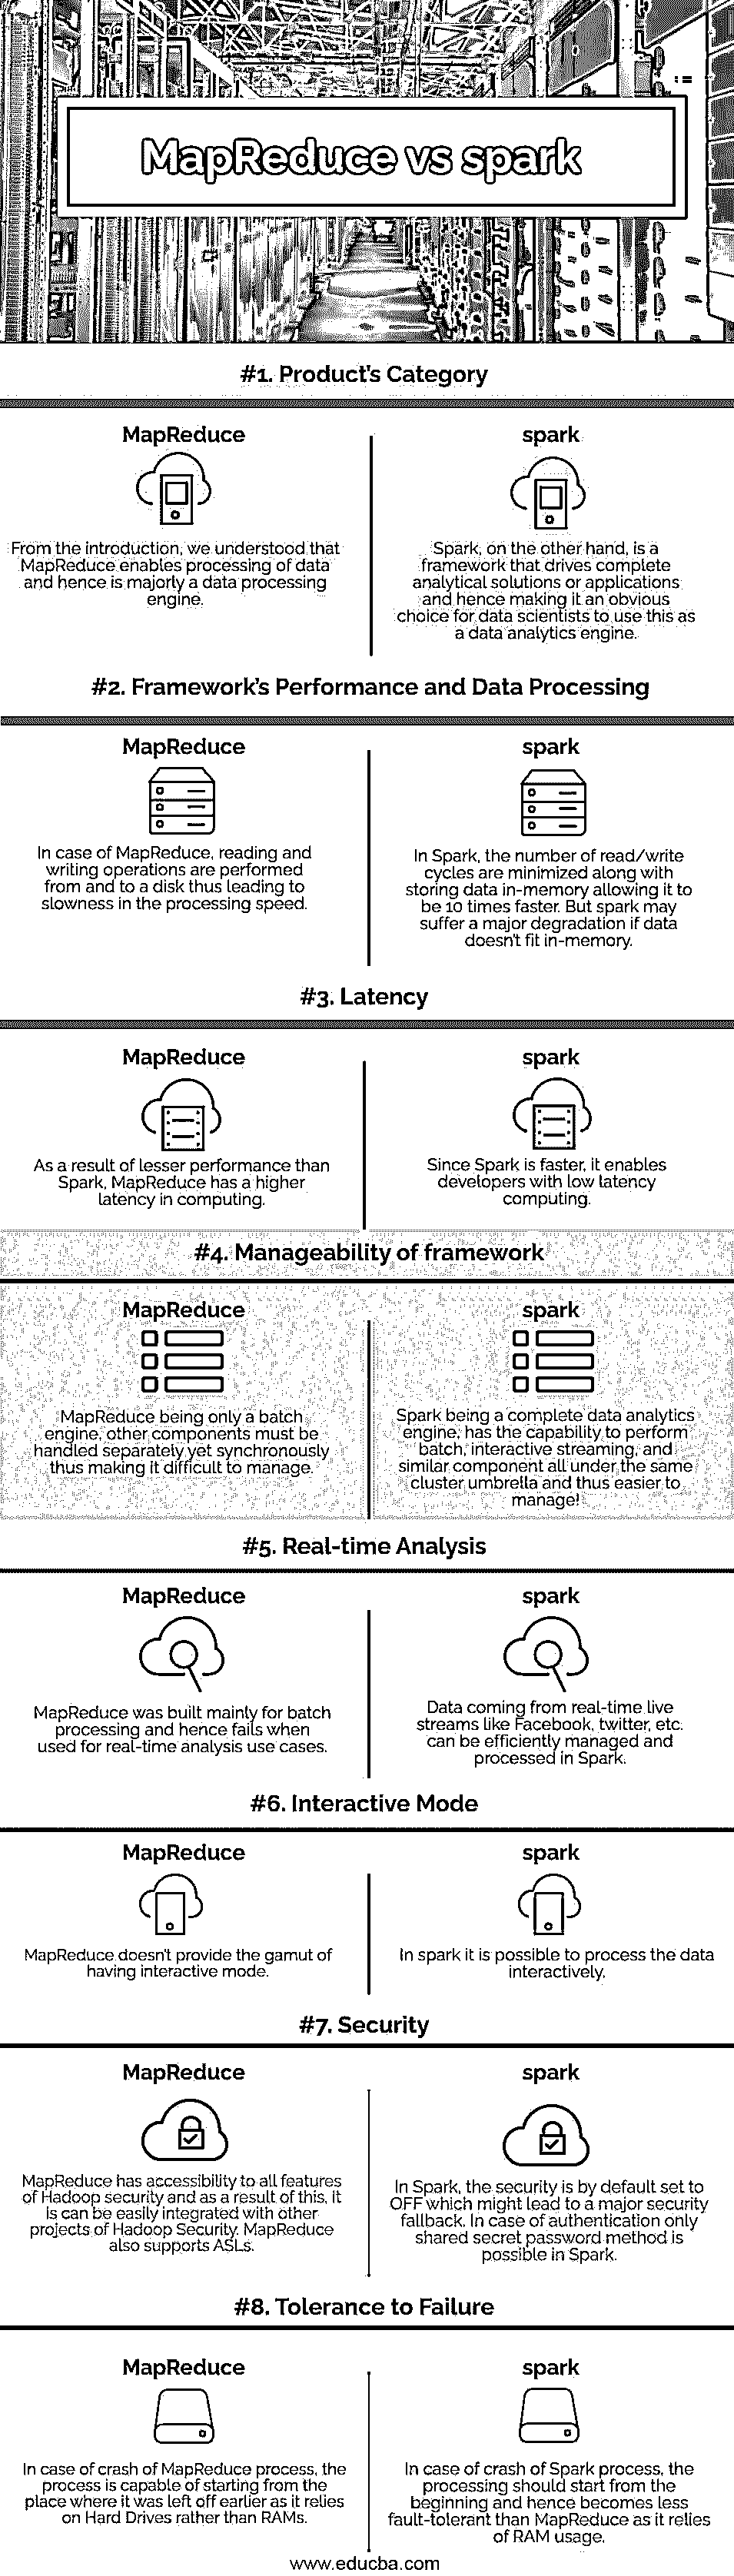 MapReduce vs spark
#1. Product's Category
MapReduce
From the introduction, we understood that
MapReduce enables processing of data
and hence is majorty a data processing
engine.
spark
Spark, on the other hand, is a
framework that drives complete
analytical solutions or applications
and hence making it an obvious
choice for data scientists to use this as
a data analytics engine.
#2. Framework's Performance and Data Processing
MapReduce
In case of MapReduce, reading and
writing operations are performed
from and to a disk thus leading to
slowness in the processing speed.
spark
In Spark, the number of read/write
cycles are minimized along with
storing data in-memory allowing it to
be 10 times faster. But spark may
suffer a major degradation if data
doesn't fit in-memory.
#3. Latency
MapReduce
As a result of lesser performance than
Spark, MapReduce has a higher
latency in computing.
spark
Since Spark is faster, it enables
developers with low latency
computing.
#4. Manageability of framework
MapReduce
MapReduce being only a batch
engine, other components must be
handled separately yet synchronously
thus making it difficult to manage.
spark
Spark being a complete data analytics
engine, has the capability to perform
batch, interactive streaming, and
similar component all under the same
cluster umbrella and thus easier to
manage!
#5. Real-time Analysis
MapReduce
MapReduce was built mainly for batch
processing and hence fails when
used for real-time analysis use cases.
spark
Data coming from real-time live
streams like Facebook, twitter, etc.
can be efficiently managed and
processed in Spark.
#6. Interactive Mode
MapReduce
MapReduce doesn't provide the gamut of
having interactive mode.
spark
In spark it is possible to process the data
interactively.
#7. Security
MapReduce
MapReduce has accessibility to all features
of Hadoop security and as a result of this, it
is can be easily integrated with other
projects of Hadoop Security. MapReduce
also supports ASLs.
spark
In Spark, the security is by default set to
OFF which might lead to a major security
fallback. In case of authentication only
shared secret password method is
possible in Spark.
#8. Tolerance to Failure
MapReduce
In case of crash of MapReduce process, the
process is capable of starting from the
place where it was left off earlier as it relies
on Hard Drives rather than RAMs.
spark
In case of crash of Spark process, the
processing should start from the
beginning and hence becomes less
fault-tolerant than MapReduce as it relies
of RAM usage.
www.educba.com